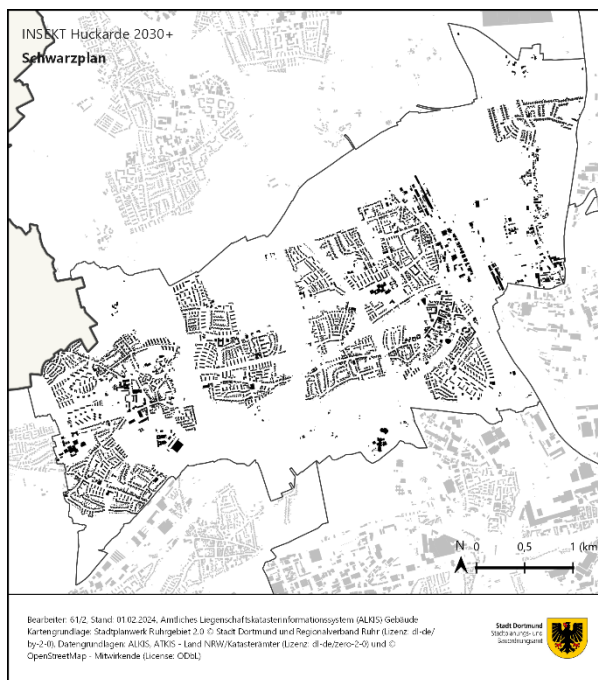 INSEKT Huckarde 2030+
Schwarzplan
N 0 0,5 1 (km
Bearbeiter: 61/2, Stand: 01.02.2024, Amtliches Liegenschaftskatasterinformationssystem (ALKIS) Gebäude
Kartengrundlage: Stadtplanwerk Ruhrgebiet 2.0 © Stadt Dortmund und Regionalverband Ruhr (Lizenz: dl-de/
by-2-0), Datengrundlagen: ALKIS, ATKIS - Land NRW/Katasterämter (Lizenz: dl-de/zero-2-0) und ©
OpenStreetMap - Mitwirkende (License: ODbL)
Stadt Dortmund
Stadtplanungs- und
Bauordnungsamt